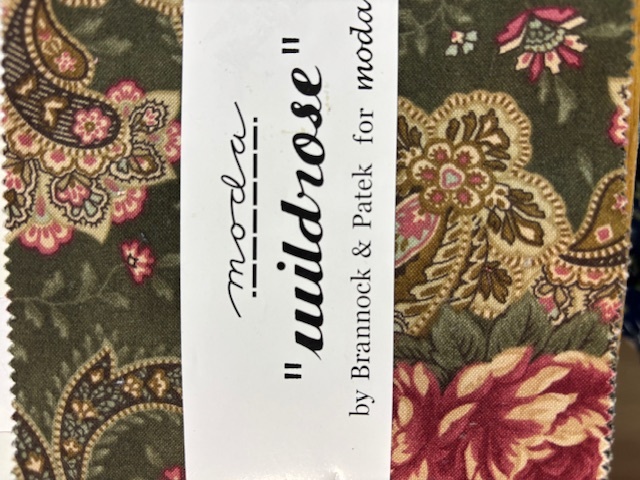 moda
"wildrose"
by Brannock & Patek for moda